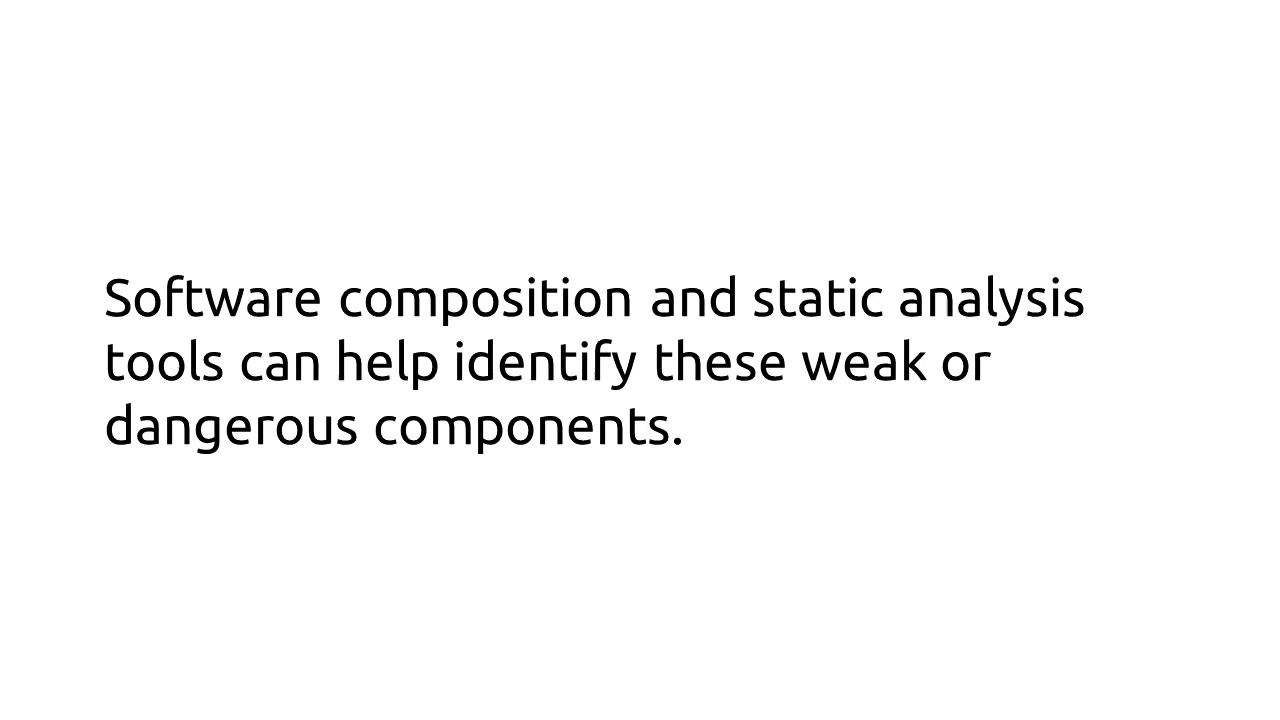 Software composition and static analysis
tools can help identify these weak or
dangerous components.